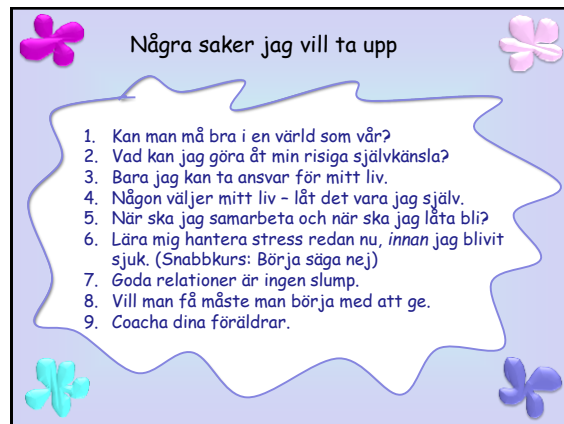 Några saker jag vill ta upp
1. Kan man må bra i en värld som vår?
2. Vad kan jag göra åt min risiga självkänsla?
3. Bara jag kan ta ansvar för mitt liv.
4. Någon väljer mitt liv – låt det vara jag själv.
5. När ska jag samarbeta och när ska jag låta bli?
6. Lära mig hantera stress redan nu, innan jag blivit
sjuk. (Snabbkurs: Börja säga nej)
7. Goda relationer är ingen slump.
8. Vill man få måste man börja med att ge.
9. Coacha dina föräldrar.